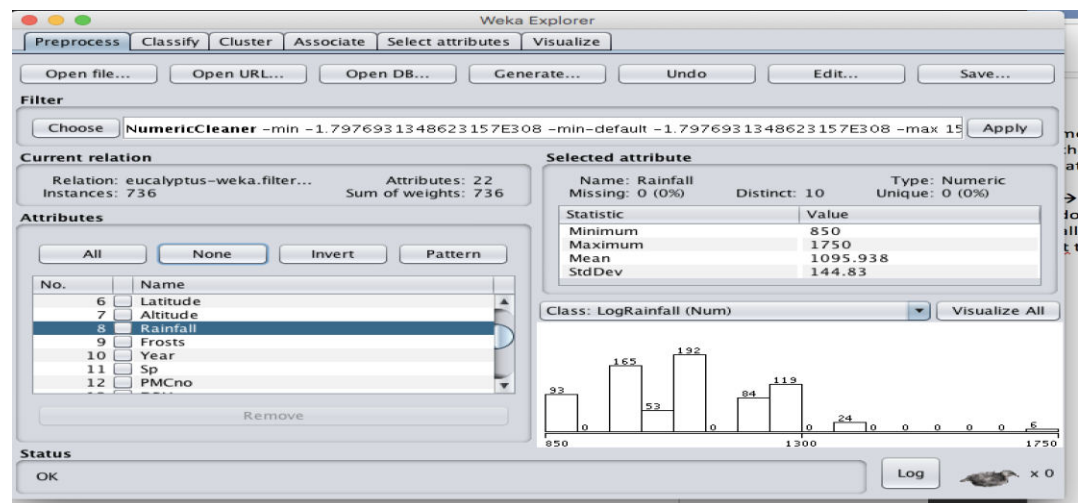 Weka Explorer
Preprocess Classify Cluster Associate Select attributes Visualize
Open file... Open URL... Open DB... Generate... Undo Edit... Save...
Filter
Choose NumericCleaner -min -1.7976931348623157E308 -min-default -1.7976931348623157E308 -max 15 Apply
Current relation
Relation: eucalyptus-weka.filter... Attributes: 22
Instances: 736 Sum of weights: 736
Attributes
All None Invert Pattern
No. Name
6 Latitude
7 Altitude
8 Rainfall
9 Frosts
10 Year
11 Sp
12 PMCno
Remove
Selected attribute
Name: Rainfall Type: Numeric
Missing: 0 (0%) Distinct: 10 Unique: 0 (0%)
Statistic Value
Minimum 850
Maximum 1750
Mean 1095.938
StdDev 144.83
Class: LogRainfall (Num) Visualize All
93 0 165 53 192 0 84 119 0 24 0 0 0 0 0 6
850 1300 1750
Status
OK
Log x 0